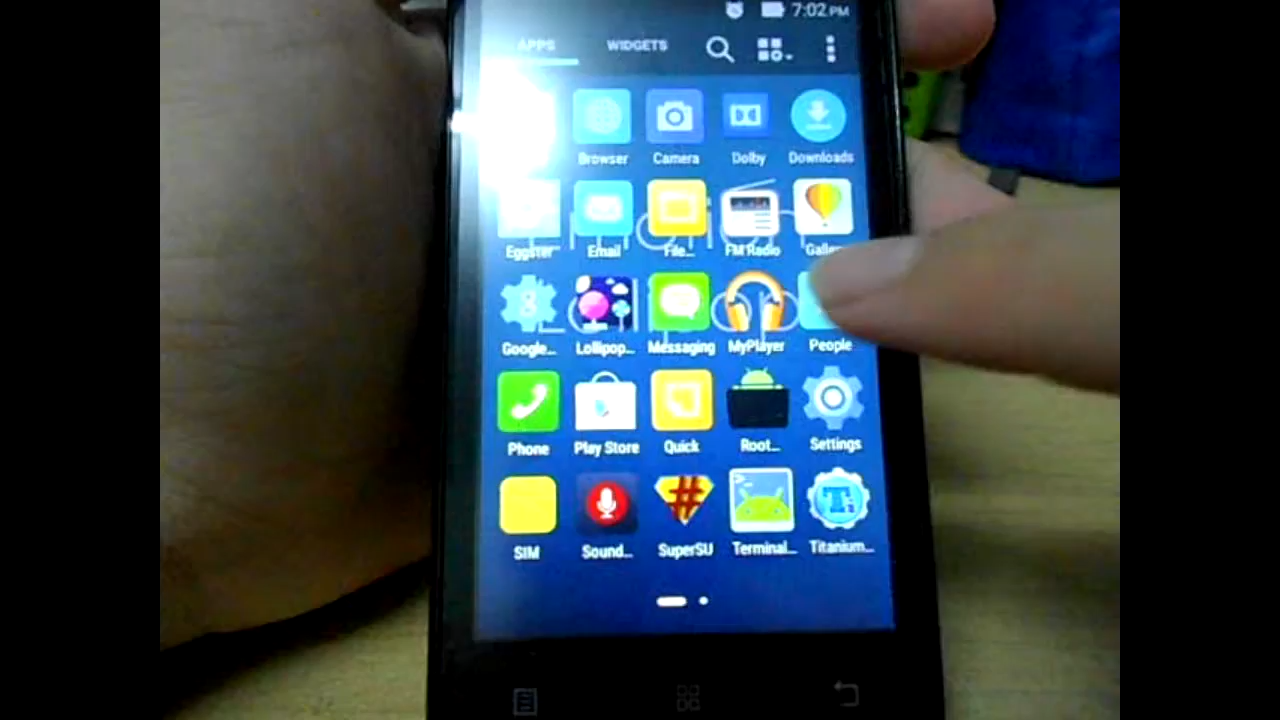 7:02 PM
APPS WIDGETS
Browser Camera Dolby Downloads
Eggster Email File... FM Radio
Google... Lollipop... Messaging MyPlayer People
Phone Play Store Quick Root... Settings
SIM Sound... SuperSU Terminal... Titanium...